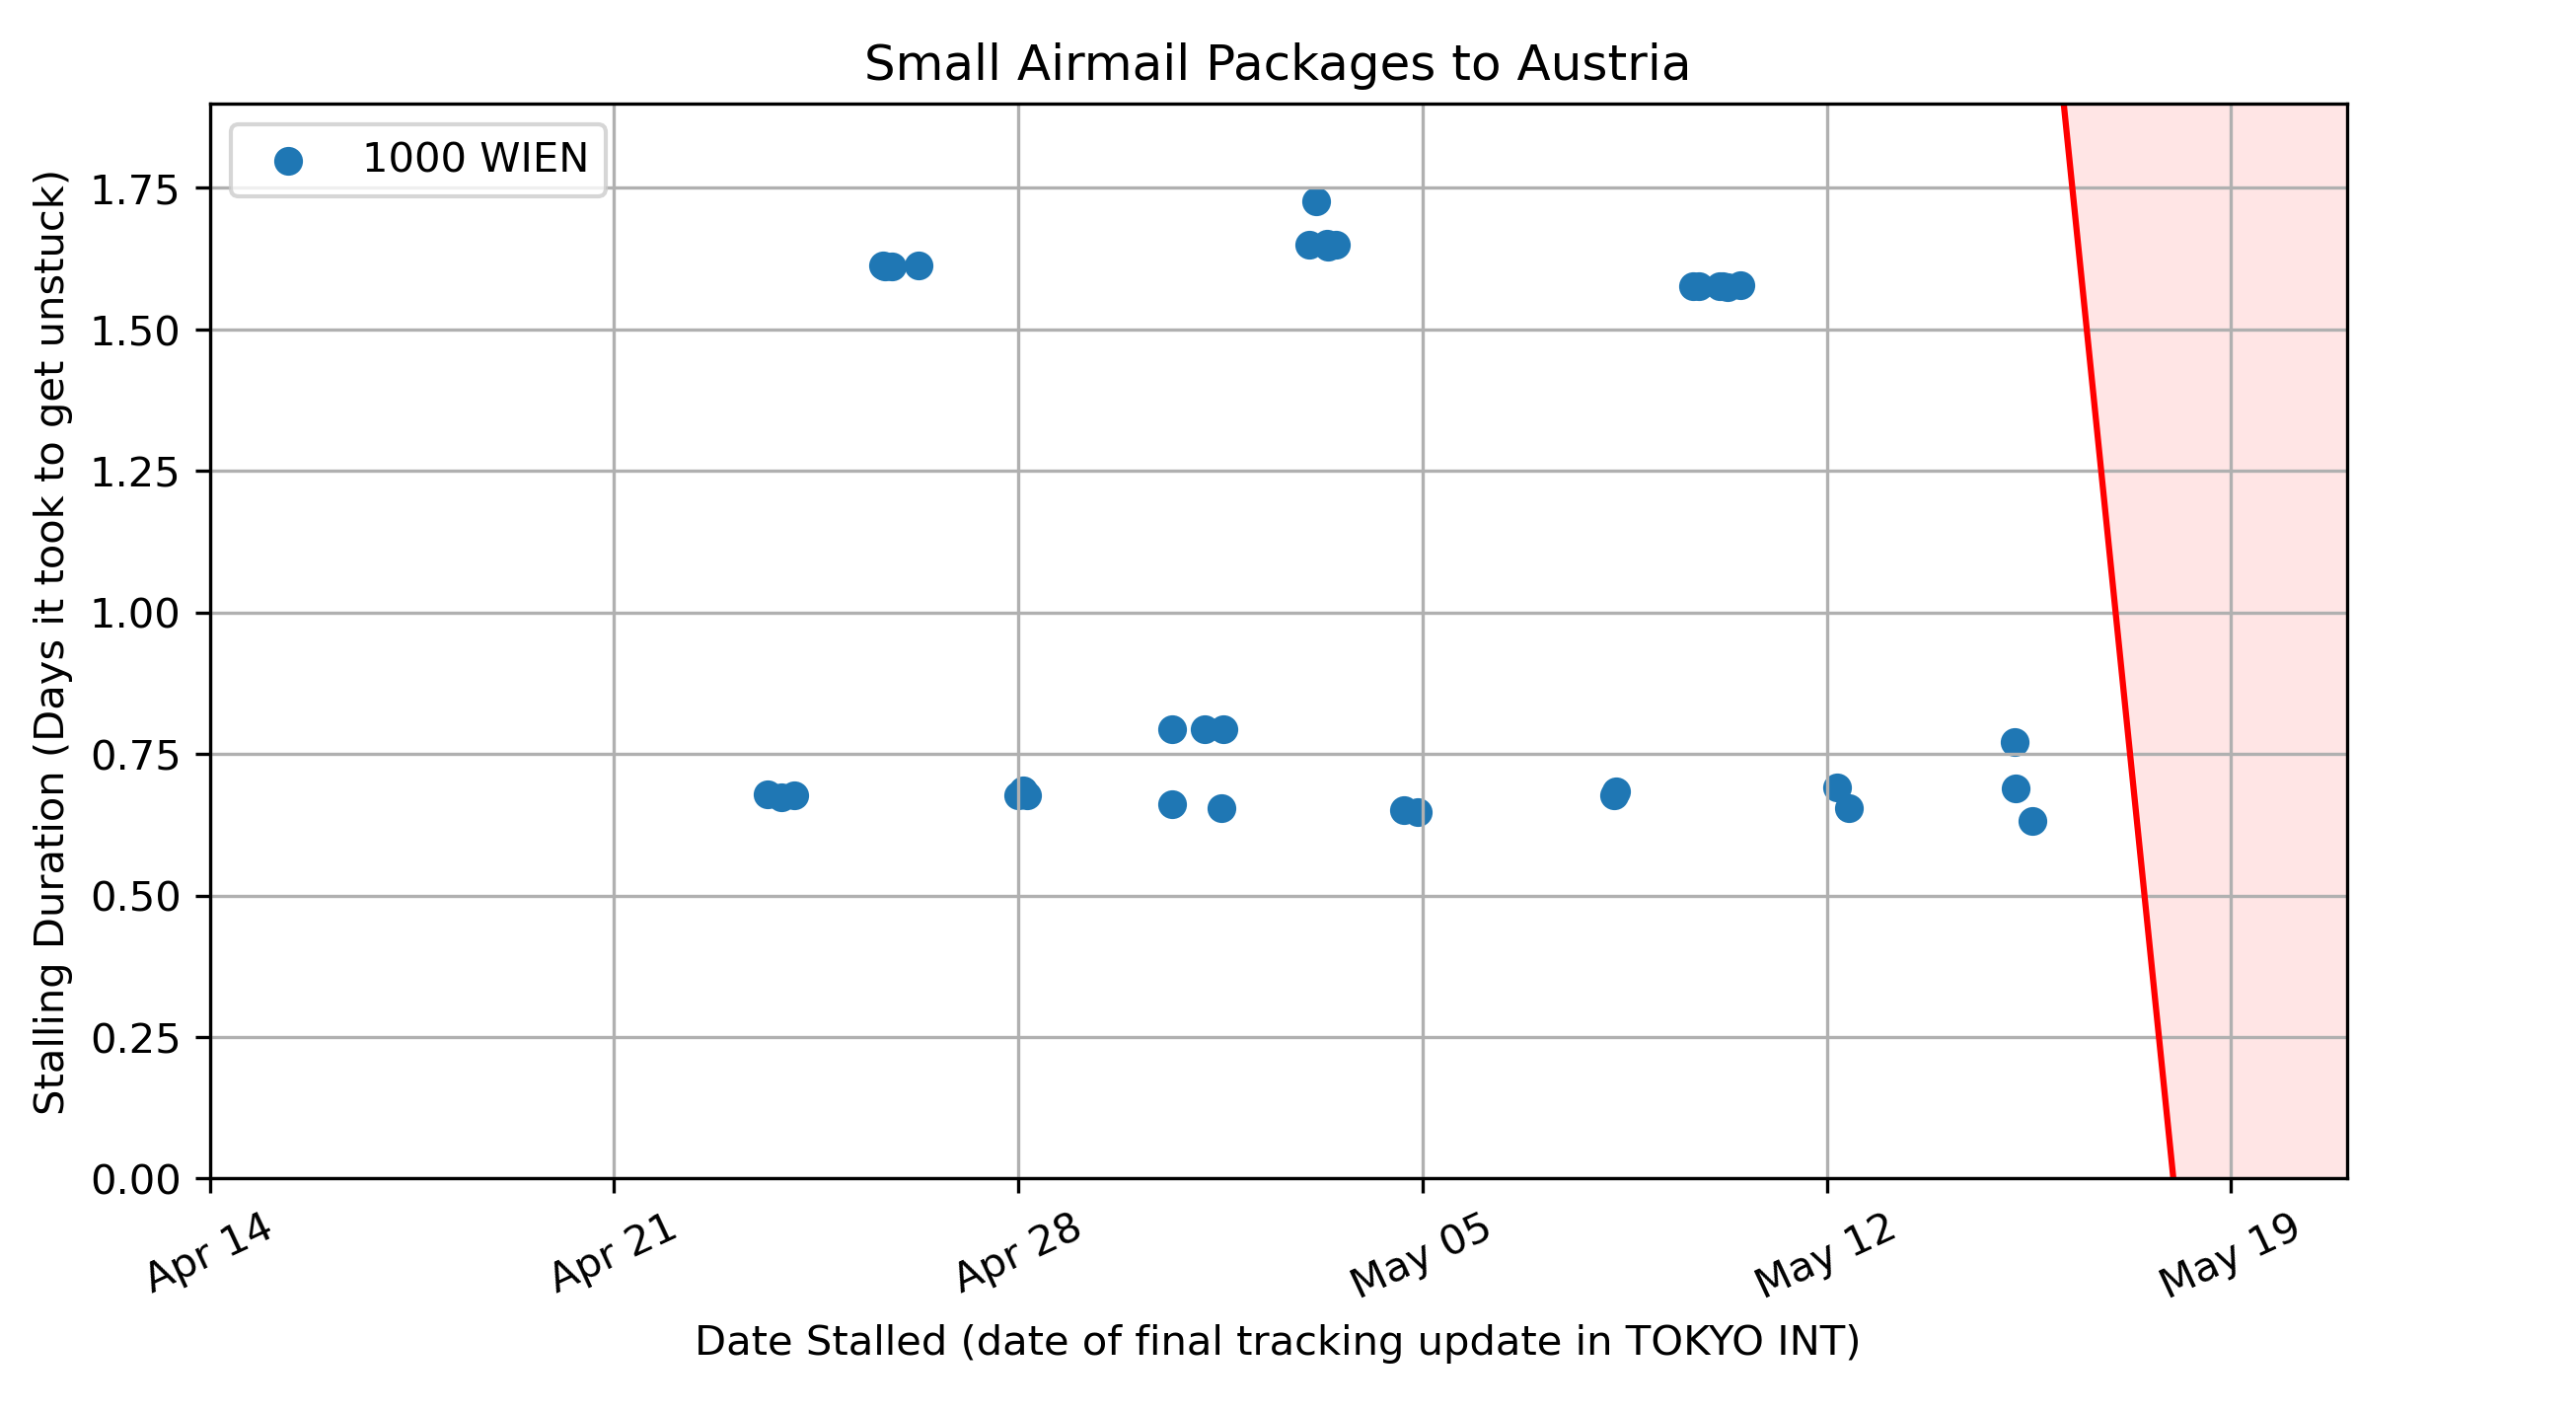 Small Airmail Packages to Austria
1000 WIEN
Stalling Duration (Days it took to get unstuck)
1.75
1.50
1.25
1.00
0.75
0.50
0.25
0.00
Apr 14
Apr 21
Apr 28
May 05
May 12
May 19
Date Stalled (date of final tracking update in TOKYO INT)